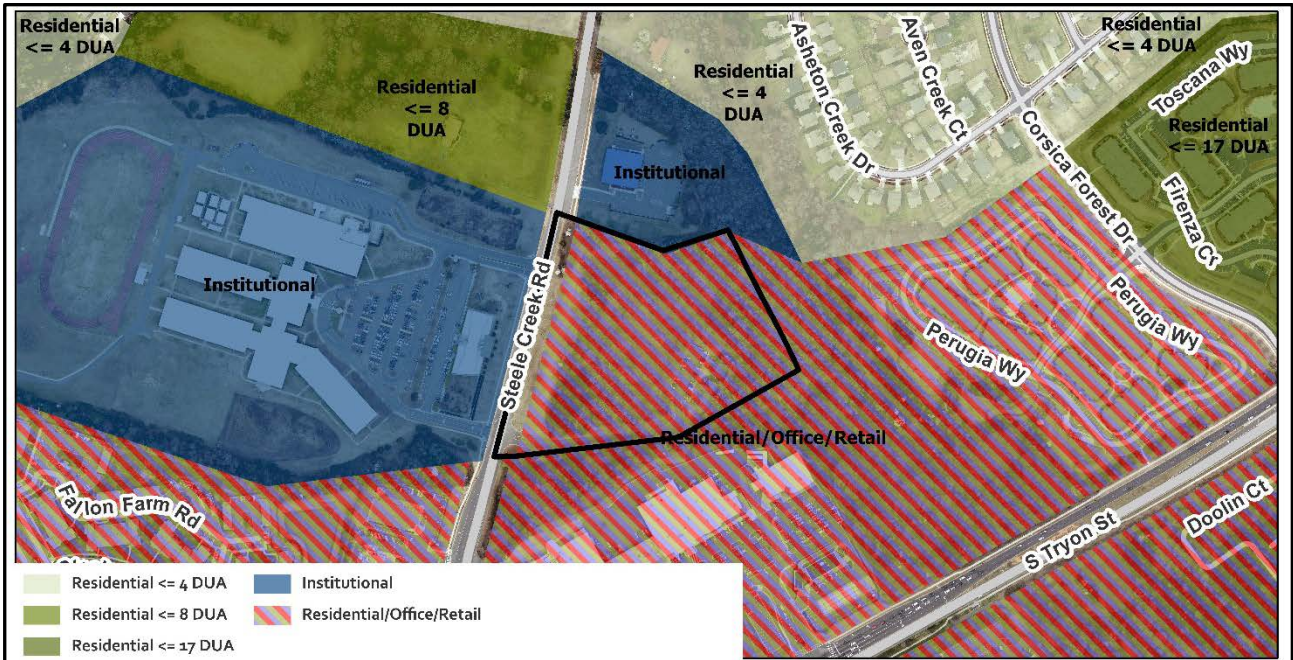 Residential
<= 4 DUA
Residential
<= 8
DUA
Residential
<= 4
DUA
Residential
<= 4 DUA
Asheton Creek Dr
Aven Creek Ct
Corsica Forest Dr
Toscana Wy
Residential
<= 17 DUA
Firenza Ct
Institutional
Institutional
Steele Creek Rd
Perugia Wy
Perugia Wy
Residential/Office/Retail
Fallon Farm Rd
S Tryon St
Doolin Ct
Residential <= 4 DUA
Residential <= 8 DUA
Residential <= 17 DUA
Institutional
Residential/Office/Retail